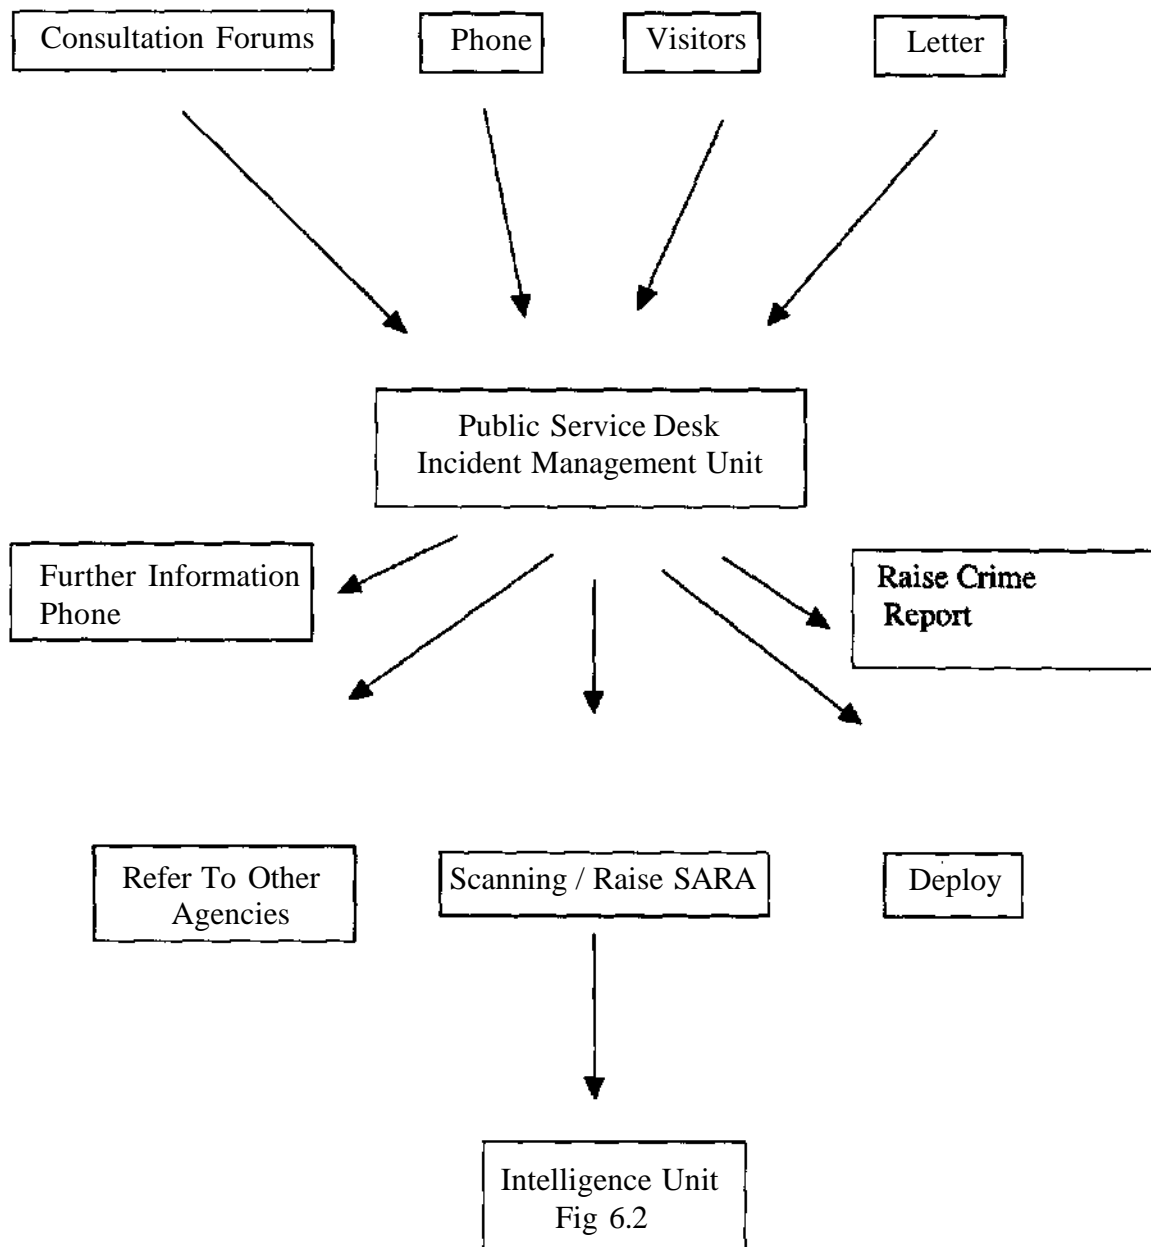 Consultation Forums
Phone
Visitors
Letter
Public Service Desk
Incident Management Unit
Further Information
Phone
Raise Crime
Report
Refer To Other
Agencies
Scanning / Raise SARA
Deploy
Intelligence Unit
Fig 6.2